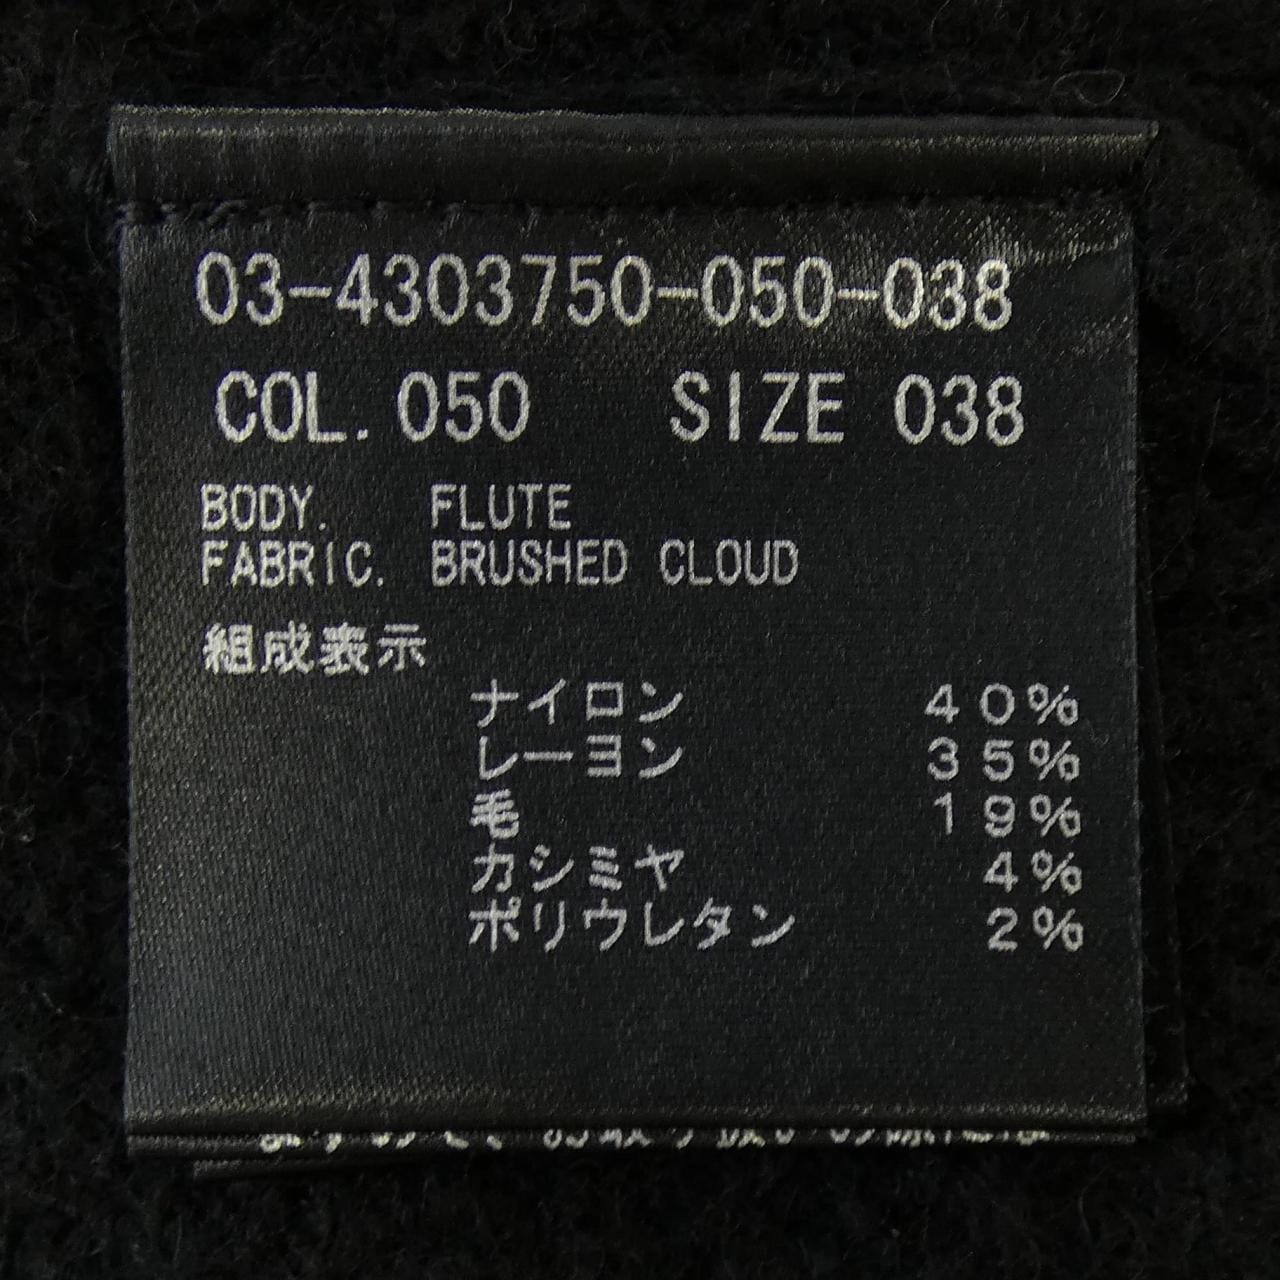 03-4303750-050-038
COL. 050 SIZE 038
BODY. FLUTE
FABRIC. BRUSHED CLOUD
組成表示
ナイロン 40%
レーヨン 35%
毛 19%
カシミヤ 4%
ポリウレタン 2%